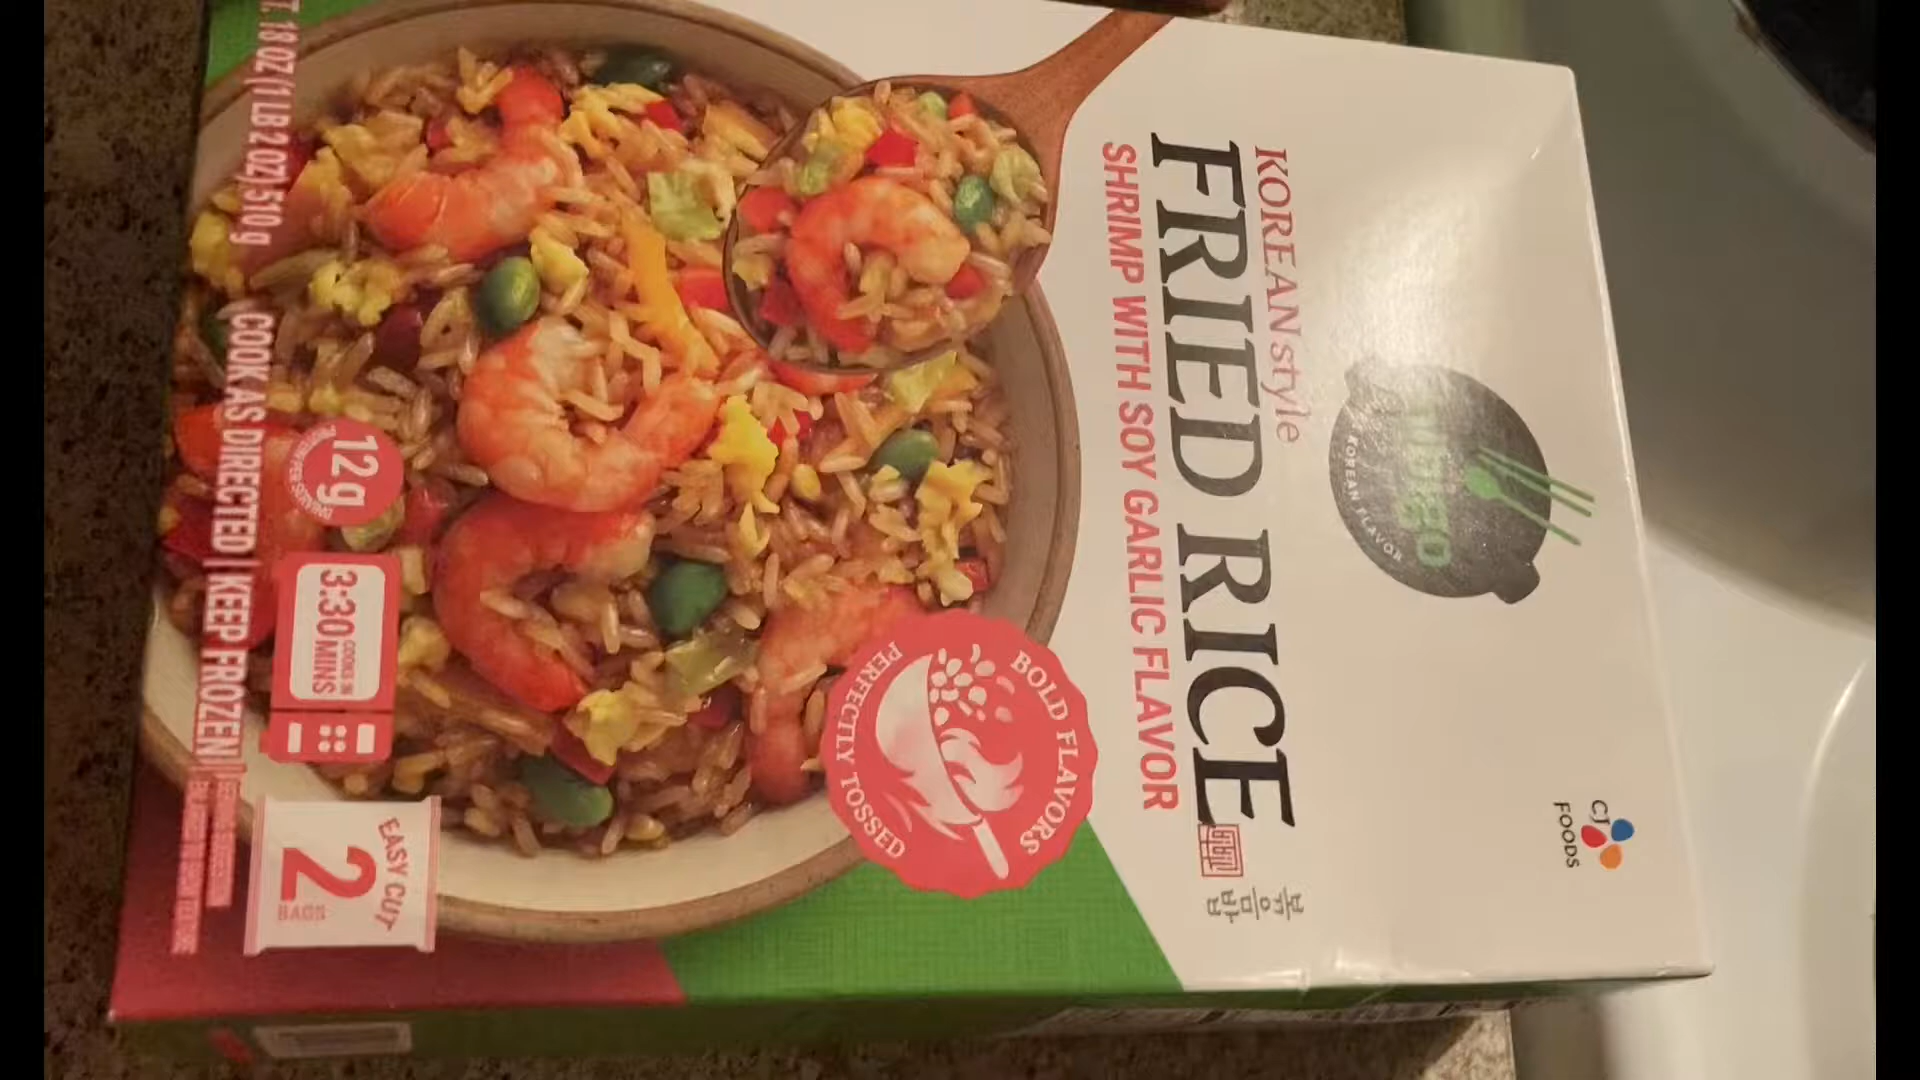 CJ
FOODS
bibigo
KOREAN FLAVOR
KOREAN style
FRIED RICE
볶음밥
SHRIMP WITH SOY GARLIC FLAVOR
BOLD FLAVORS
PERFECTLY TOSSED
12g
COOKS IN
3:30 MINS
EASY CUT
2
BAGS
T. 18 OZ (1 LB 2 OZ) 510 g
COOK AS DIRECTED | KEEP FROZEN |